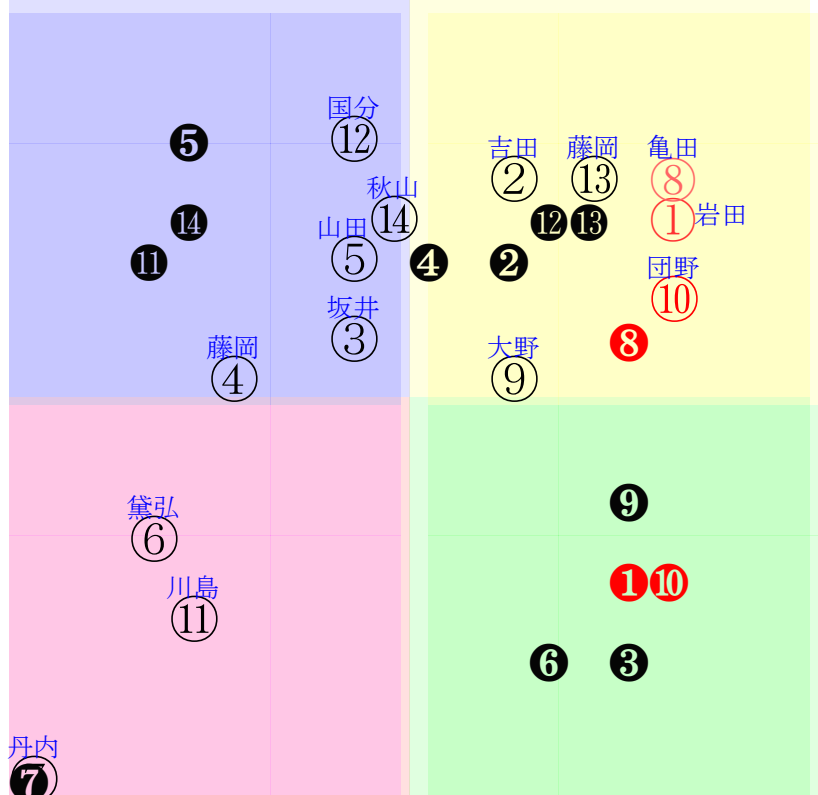 国分
❺ ⑫
吉田 藤岡 亀田
② ⑬ ⑧
秋山
⓮ ⑭ ⓬ ⓭ ① 岩田
山田
⓫ ⑤ ❹ ❷ 団野
⑩
坂井
藤岡 ③ 大野 ❽
④ ⑨
黛弘 ❾
⑥
川島 ❶ ❿
⑪
❻ ❸
丹内
⑦ ❼